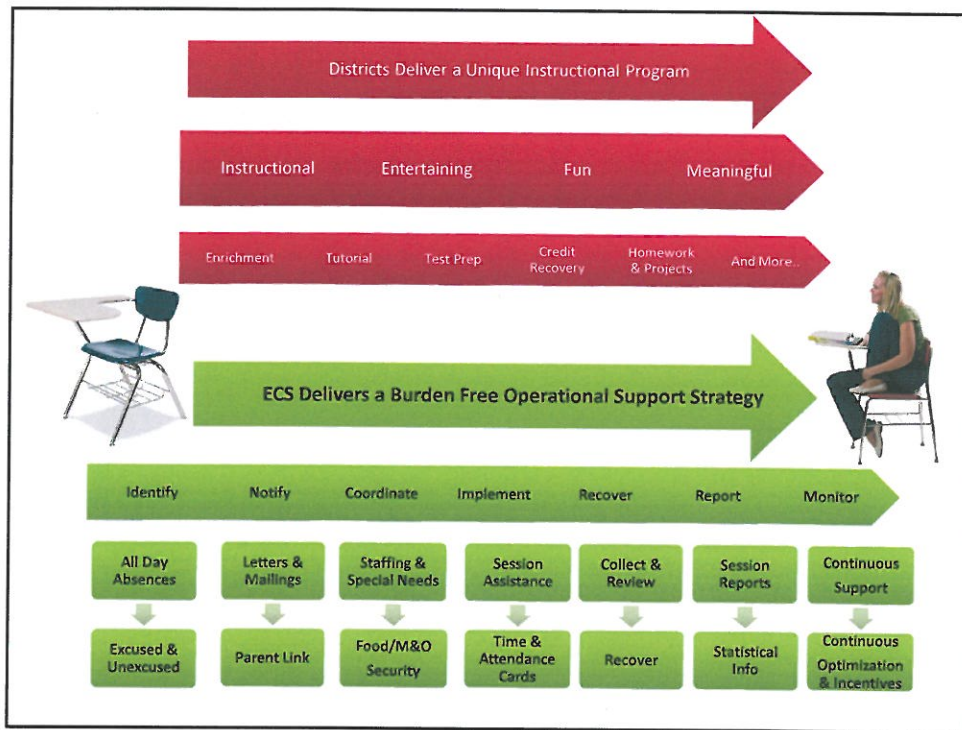 Districts Deliver a Unique Instructional Program
Instructional Entertaining Fun Meaningful
Enrichment Tutorial Test Prep Credit Recovery Homework & Projects And More..
ECS Delivers a Burden Free Operational Support Strategy
Identify Notify Coordinate Implement Recover Report Monitor
All Day
Absences
Letters &
Mailings
Staffing &
Special Needs
Session
Assistance
Collect &
Review
Session
Reports
Continuous
Support
Excused &
Unexcused
Parent Link
Food/M&O
Security
Time &
Attendance
Cards
Recover
Statistical
Info
Continuous
Optimization
& Incentives